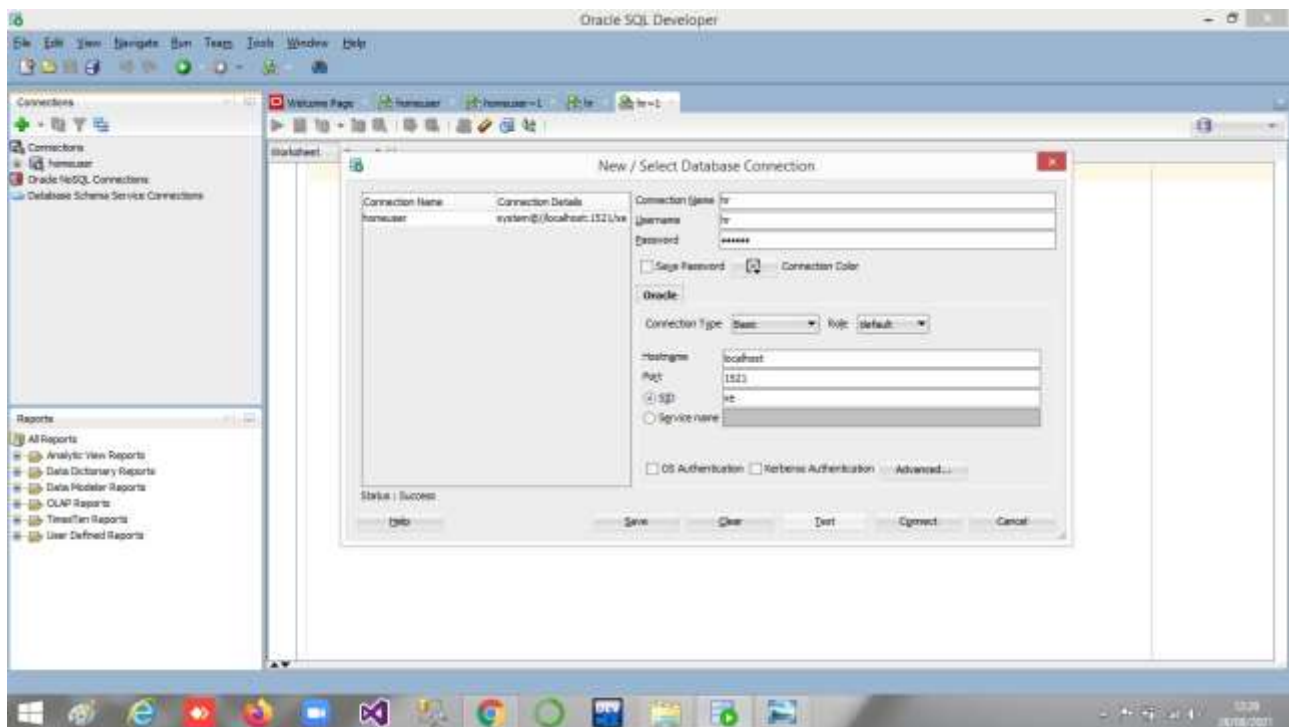 Oracle SQL Developer
File Edit View Navigate Run Team Tools Window Help
Connections
Welcome Page homeuser homeuser~1 hr hr~1
Connections
homeuser
Oracle NoSQL Connections
Database Schema Service Connections
Worksheet
New / Select Database Connection
Connection Name Connection Details
homeuser system@//localhost:1521/xe
Connection Name hr
Username hr
Password ••••••
Save Password Connection Color
Oracle
Connection Type Basic Role default
Hostname localhost
Port 1521
SID xe
Service name
OS Authentication Kerberos Authentication Advanced...
Status : Success
Help Save Clear Test Connect Cancel
Reports
All Reports
Analytic View Reports
Data Dictionary Reports
Data Modeler Reports
OLAP Reports
TimesTen Reports
User Defined Reports
DEV